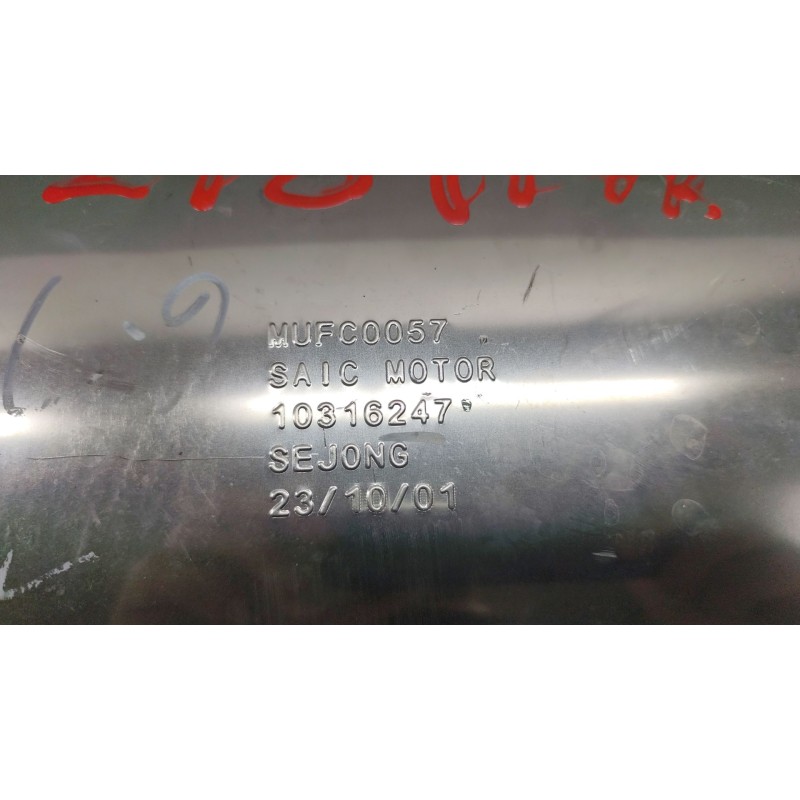 MUFC0057
SAIC MOTOR
10316247
SEJONG
23/10/01